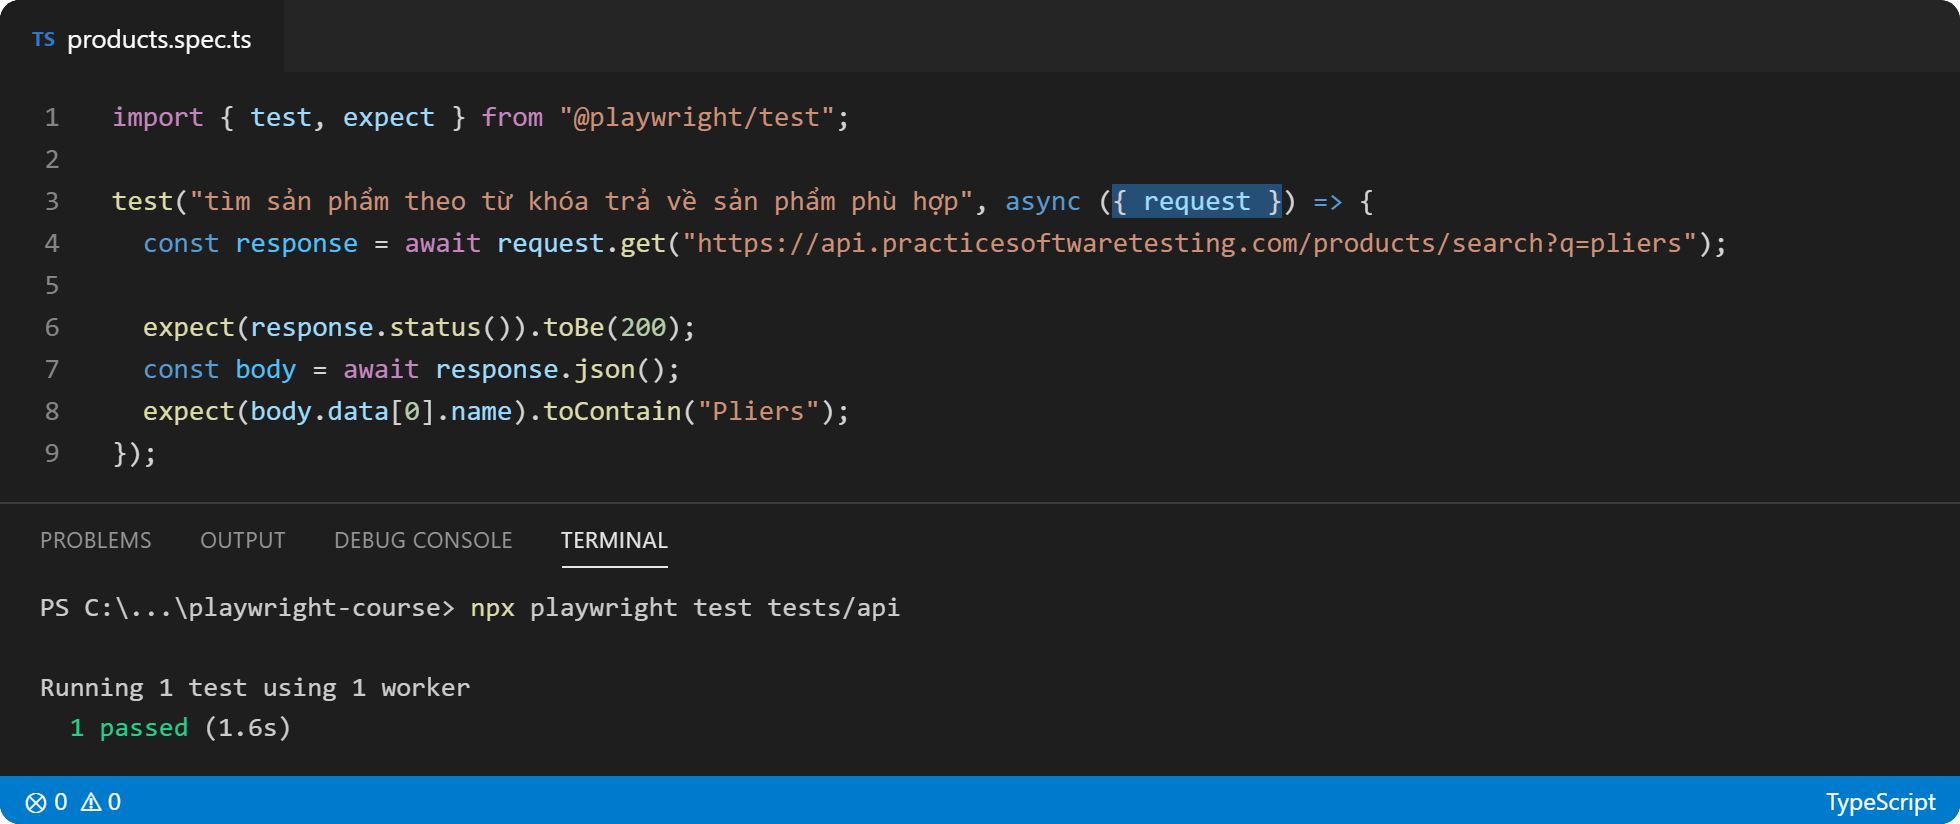 TS products.spec.ts
1 import { test, expect } from "@playwright/test";
2
3 test("tìm sản phẩm theo từ khóa trả về sản phẩm phù hợp", async ({ request }) => {
4   const response = await request.get("https://api.practicesoftwaretesting.com/products/search?q=pliers");
5
6   expect(response.status()).toBe(200);
7   const body = await response.json();
8   expect(body.data[0].name).toContain("Pliers");
9 });
PROBLEMS OUTPUT DEBUG CONSOLE TERMINAL
PS C:\...\playwright-course> npx playwright test tests/api
Running 1 test using 1 worker
  1 passed (1.6s)
0 0 TypeScript